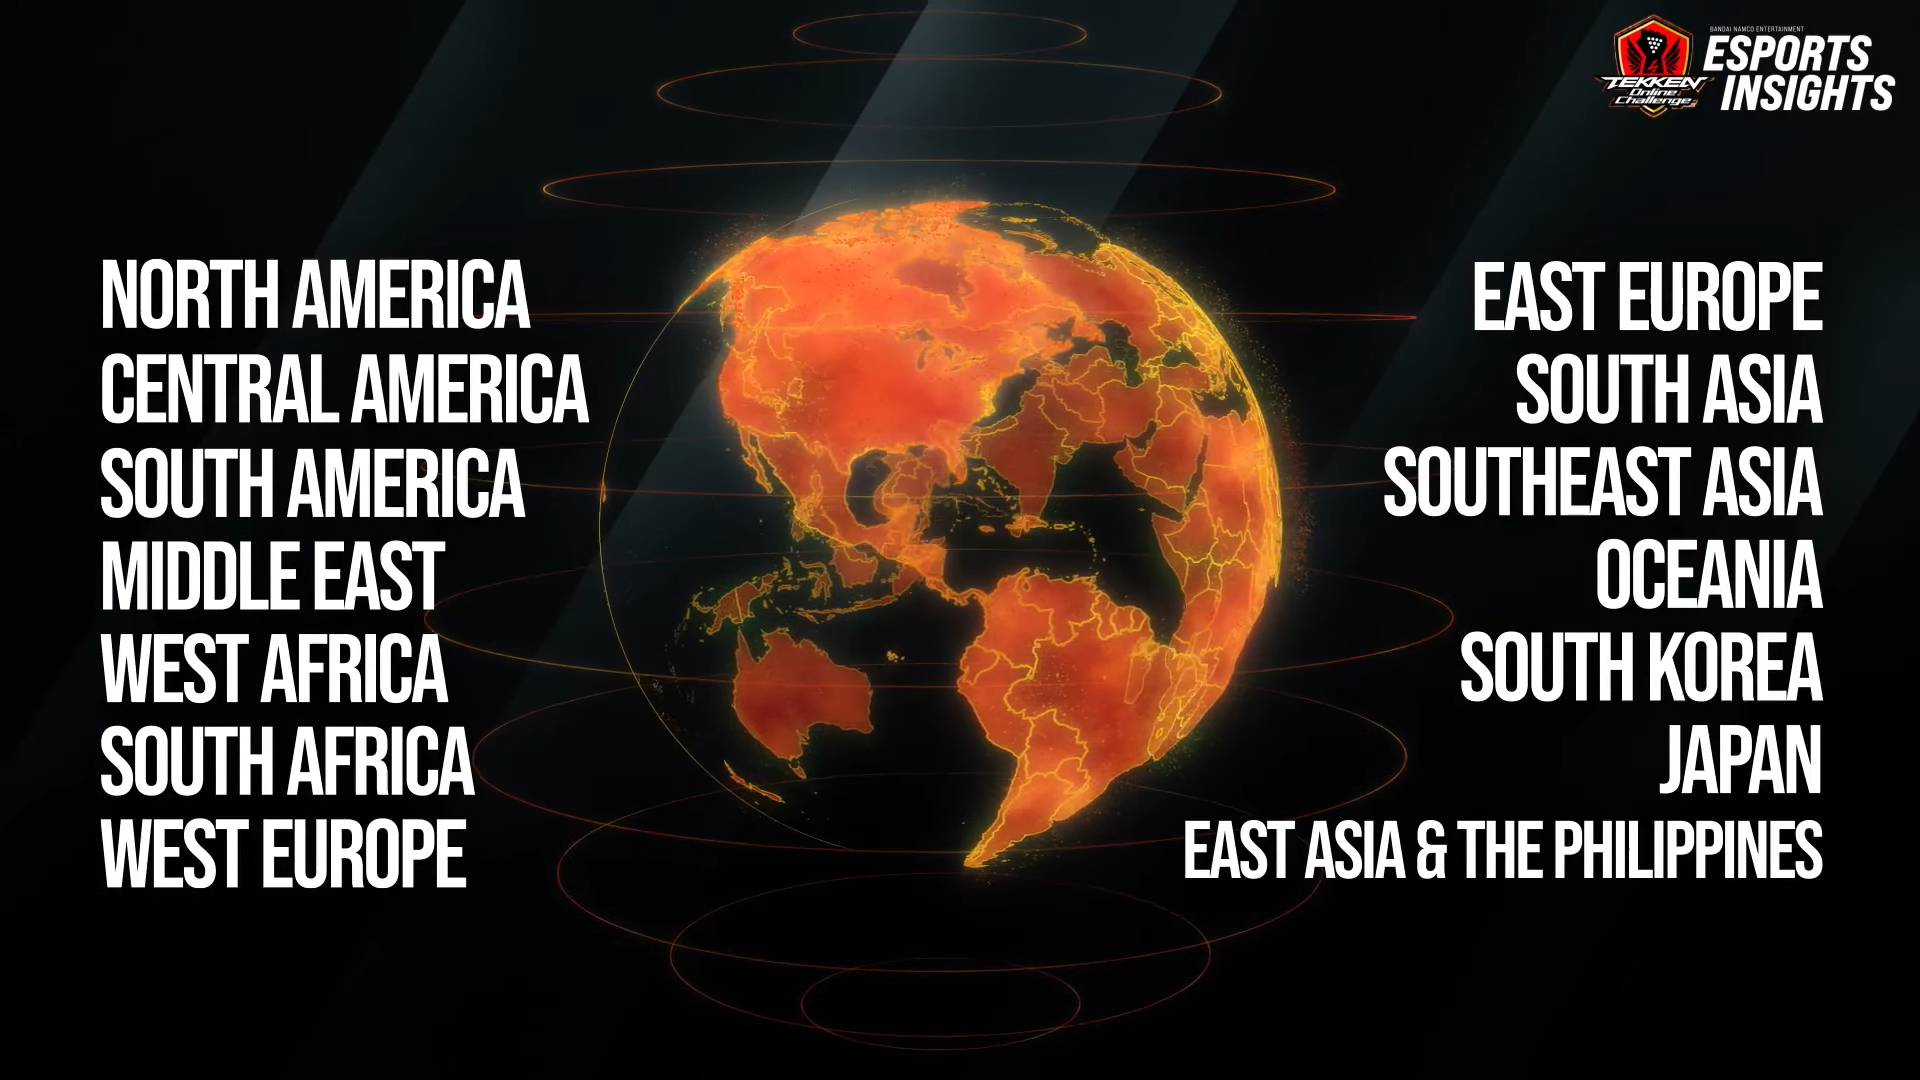 BANDAI NAMCO ENTERTAINMENT
ESPORTS
INSIGHTS
TEKKEN
Online
Challenge
NORTH AMERICA
CENTRAL AMERICA
SOUTH AMERICA
MIDDLE EAST
WEST AFRICA
SOUTH AFRICA
WEST EUROPE
EAST EUROPE
SOUTH ASIA
SOUTHEAST ASIA
OCEANIA
SOUTH KOREA
JAPAN
EAST ASIA & THE PHILIPPINES